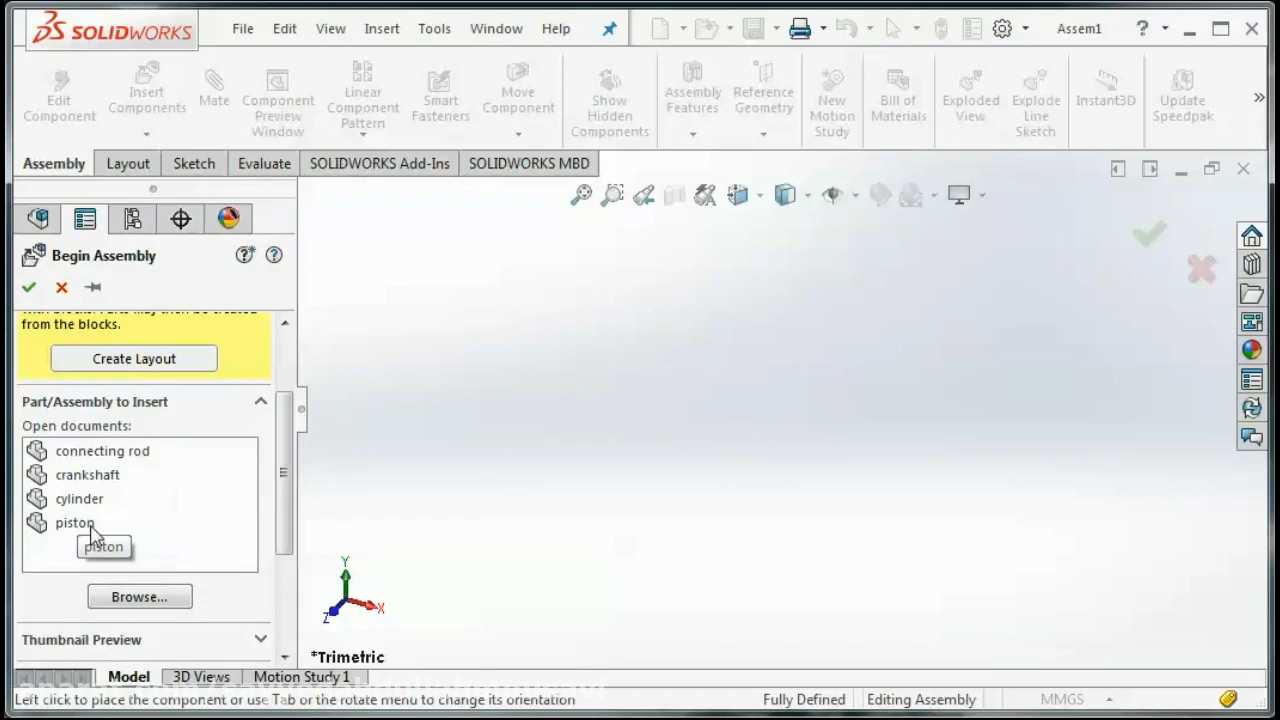 SOLIDWORKS
File Edit View Insert Tools Window Help
Assem1
Edit Component
Insert Components
Mate
Component Preview Window
Linear Component Pattern
Smart Fasteners
Move Component
Show Hidden Components
Assembly Features
Reference Geometry
New Motion Study
Bill of Materials
Exploded View
Explode Line Sketch
Instant3D
Update Speedpak
Assembly Layout Sketch Evaluate SOLIDWORKS Add-Ins SOLIDWORKS MBD
Begin Assembly
from the blocks.
Create Layout
Part/Assembly to Insert
Open documents:
connecting rod
crankshaft
cylinder
piston
piston
Browse...
Thumbnail Preview
Y
X
Z
*Trimetric
Model 3D Views Motion Study 1
Left click to place the component or use Tab or the rotate menu to change its orientation
Fully Defined
Editing Assembly
MMGS